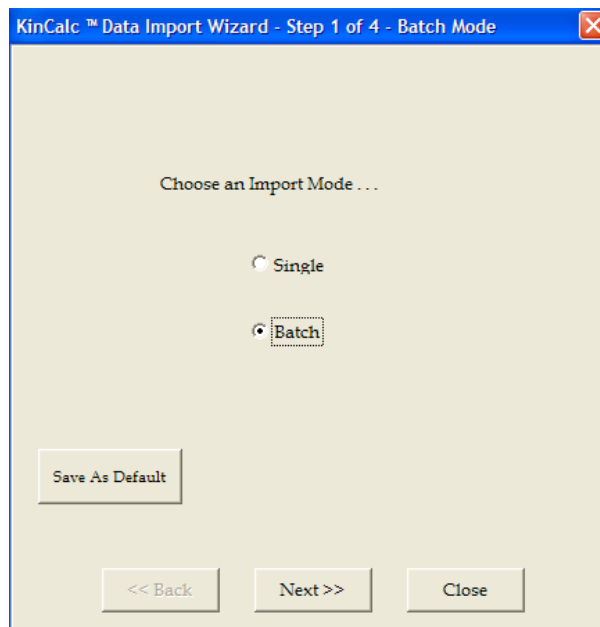 KinCalc ™ Data Import Wizard - Step 1 of 4 - Batch Mode
Choose an Import Mode . . .
Single
Batch
Save As Default
<< Back Next >> Close